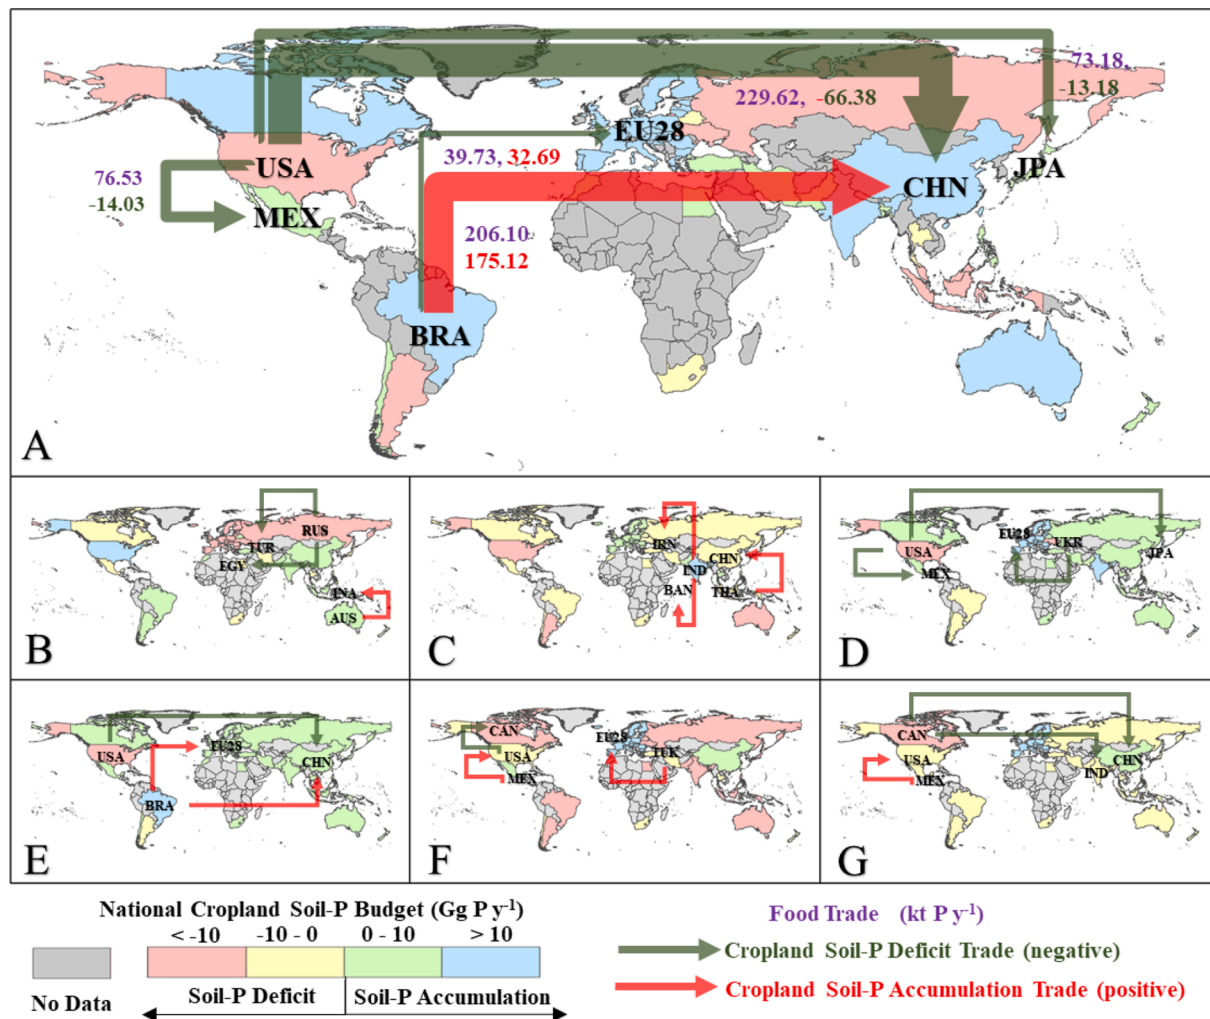 73.18,
-13.18
229.62, -66.38
EU28
39.73, 32.69
USA
JPA
CHN
76.53
-14.03
MEX
206.10
175.12
BRA
A
RUS
TUR
EGY
INA
AUS
B
IRN
CHN
IND
BAN
THA
C
EU28
UKR
USA
JPA
MEX
D
USA
EU28
CHN
BRA
E
CAN
EU28
USA
TUK
MEX
F
CAN
USA
CHN
IND
MEX
G
National Cropland Soil-P Budget (Gg P y-1)
< -10 -10 - 0 0 - 10 > 10
No Data
Soil-P Deficit Soil-P Accumulation
Food Trade (kt P y-1)
Cropland Soil-P Deficit Trade (negative)
Cropland Soil-P Accumulation Trade (positive)